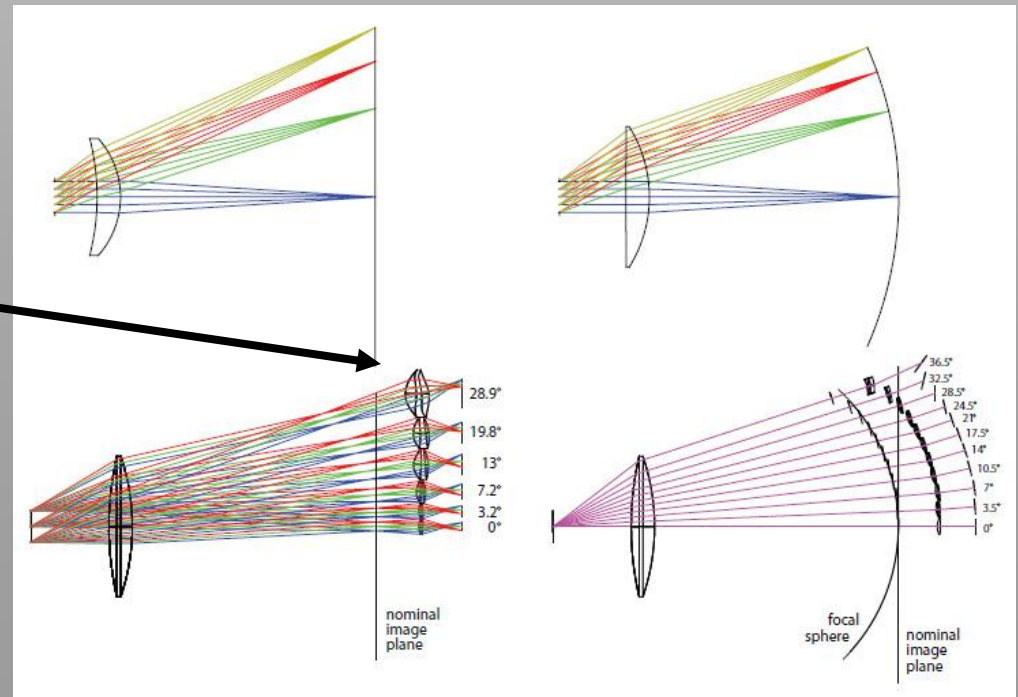 28.9°
19.8°
13°
7.2°
3.2°
0°
nominal
image
plane
36.5°
32.5°
28.5°
24.5°
21°
17.5°
14°
10.5°
7°
3.5°
0°
focal
sphere
nominal
image
plane